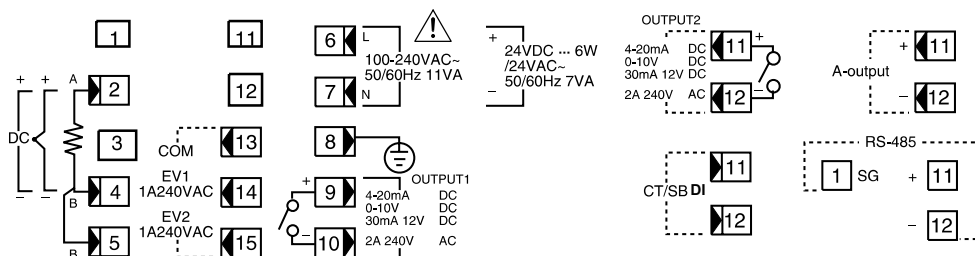 1
2
3
4
5
A
B
B
+
+
DC
–
–
11
12
13
14
15
COM
EV1
1A240VAC
EV2
1A240VAC
6
7
8
9
10
L
N
100-240VAC~
50/60Hz 11VA
+
–
24VDC ⋯ 6W
/24VAC~
50/60Hz 7VA
+
–
OUTPUT1
4-20mA DC
0-10V DC
30mA 12V DC
2A 240V AC
OUTPUT2
4-20mA DC
0-10V DC
30mA 12V DC
2A 240V AC
11
12
+
–
A-output
+ 11
– 12
CT/SB DI
11
12
RS-485
1 SG
+ 11
– 12